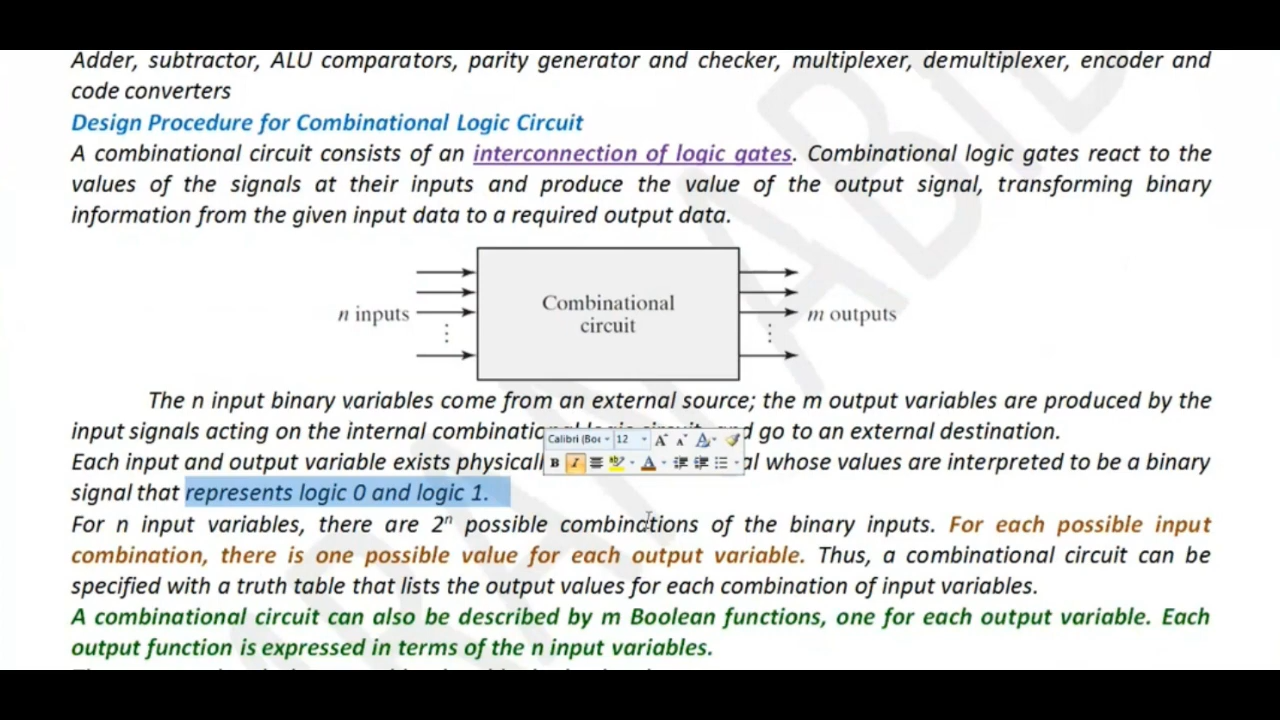 Adder, subtractor, ALU comparators, parity generator and checker, multiplexer, demultiplexer, encoder and
code converters
Design Procedure for Combinational Logic Circuit
A combinational circuit consists of an interconnection of logic gates. Combinational logic gates react to the
values of the signals at their inputs and produce the value of the output signal, transforming binary
information from the given input data to a required output data.
n inputs
Combinational
circuit
m outputs
The n input binary variables come from an external source; the m output variables are produced by the
input signals acting on the internal combinatio d go to an external destination.
Calibri (Boc 12
Each input and output variable exists physicall al whose values are interpreted to be a binary
signal that represents logic 0 and logic 1.
For n input variables, there are 2ⁿ possible combinations of the binary inputs. For each possible input
combination, there is one possible value for each output variable. Thus, a combinational circuit can be
specified with a truth table that lists the output values for each combination of input variables.
A combinational circuit can also be described by m Boolean functions, one for each output variable. Each
output function is expressed in terms of the n input variables.